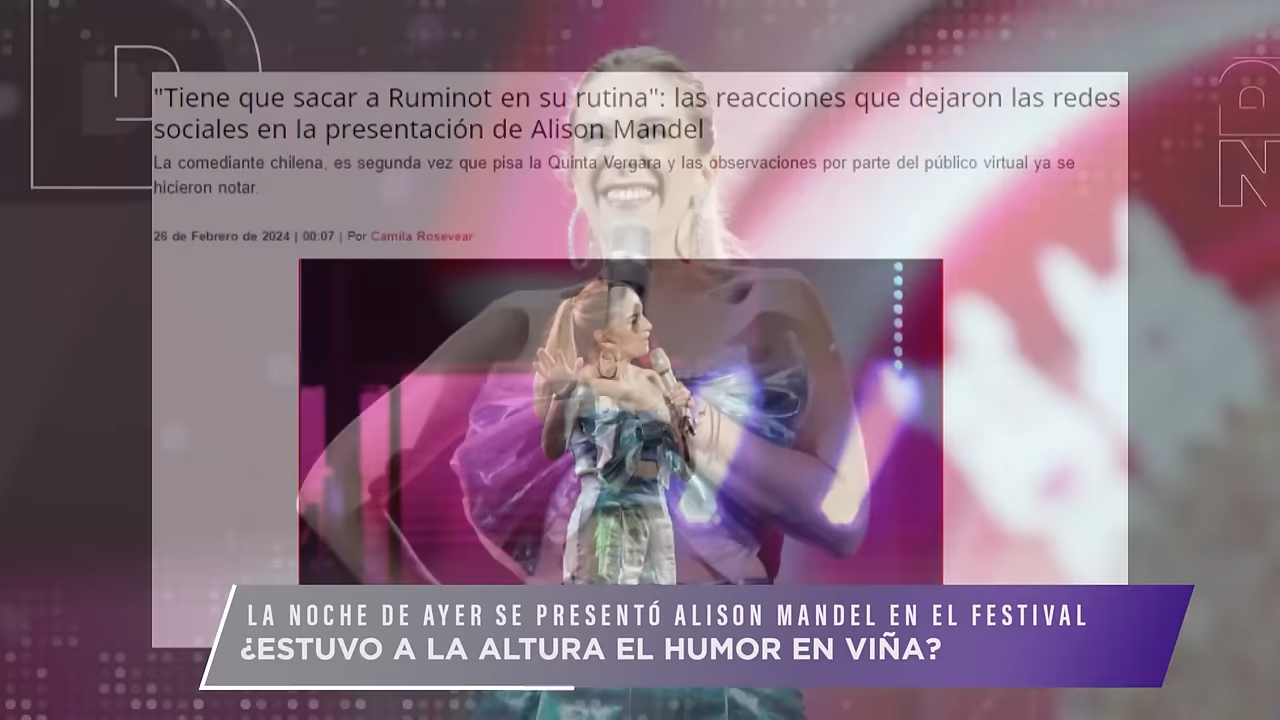 "Tiene que sacar a Ruminot en su rutina": las reacciones que dejaron las redes
sociales en la presentación de Alison Mandel
La comediante chilena, es segunda vez que pisa la Quinta Vergara y las observaciones por parte del público virtual ya se
hicieron notar.
26 de Febrero de 2024 | 00:07 | Por Camila Rosevear
LA NOCHE DE AYER SE PRESENTÓ ALISON MANDEL EN EL FESTIVAL
¿ESTUVO A LA ALTURA EL HUMOR EN VIÑA?